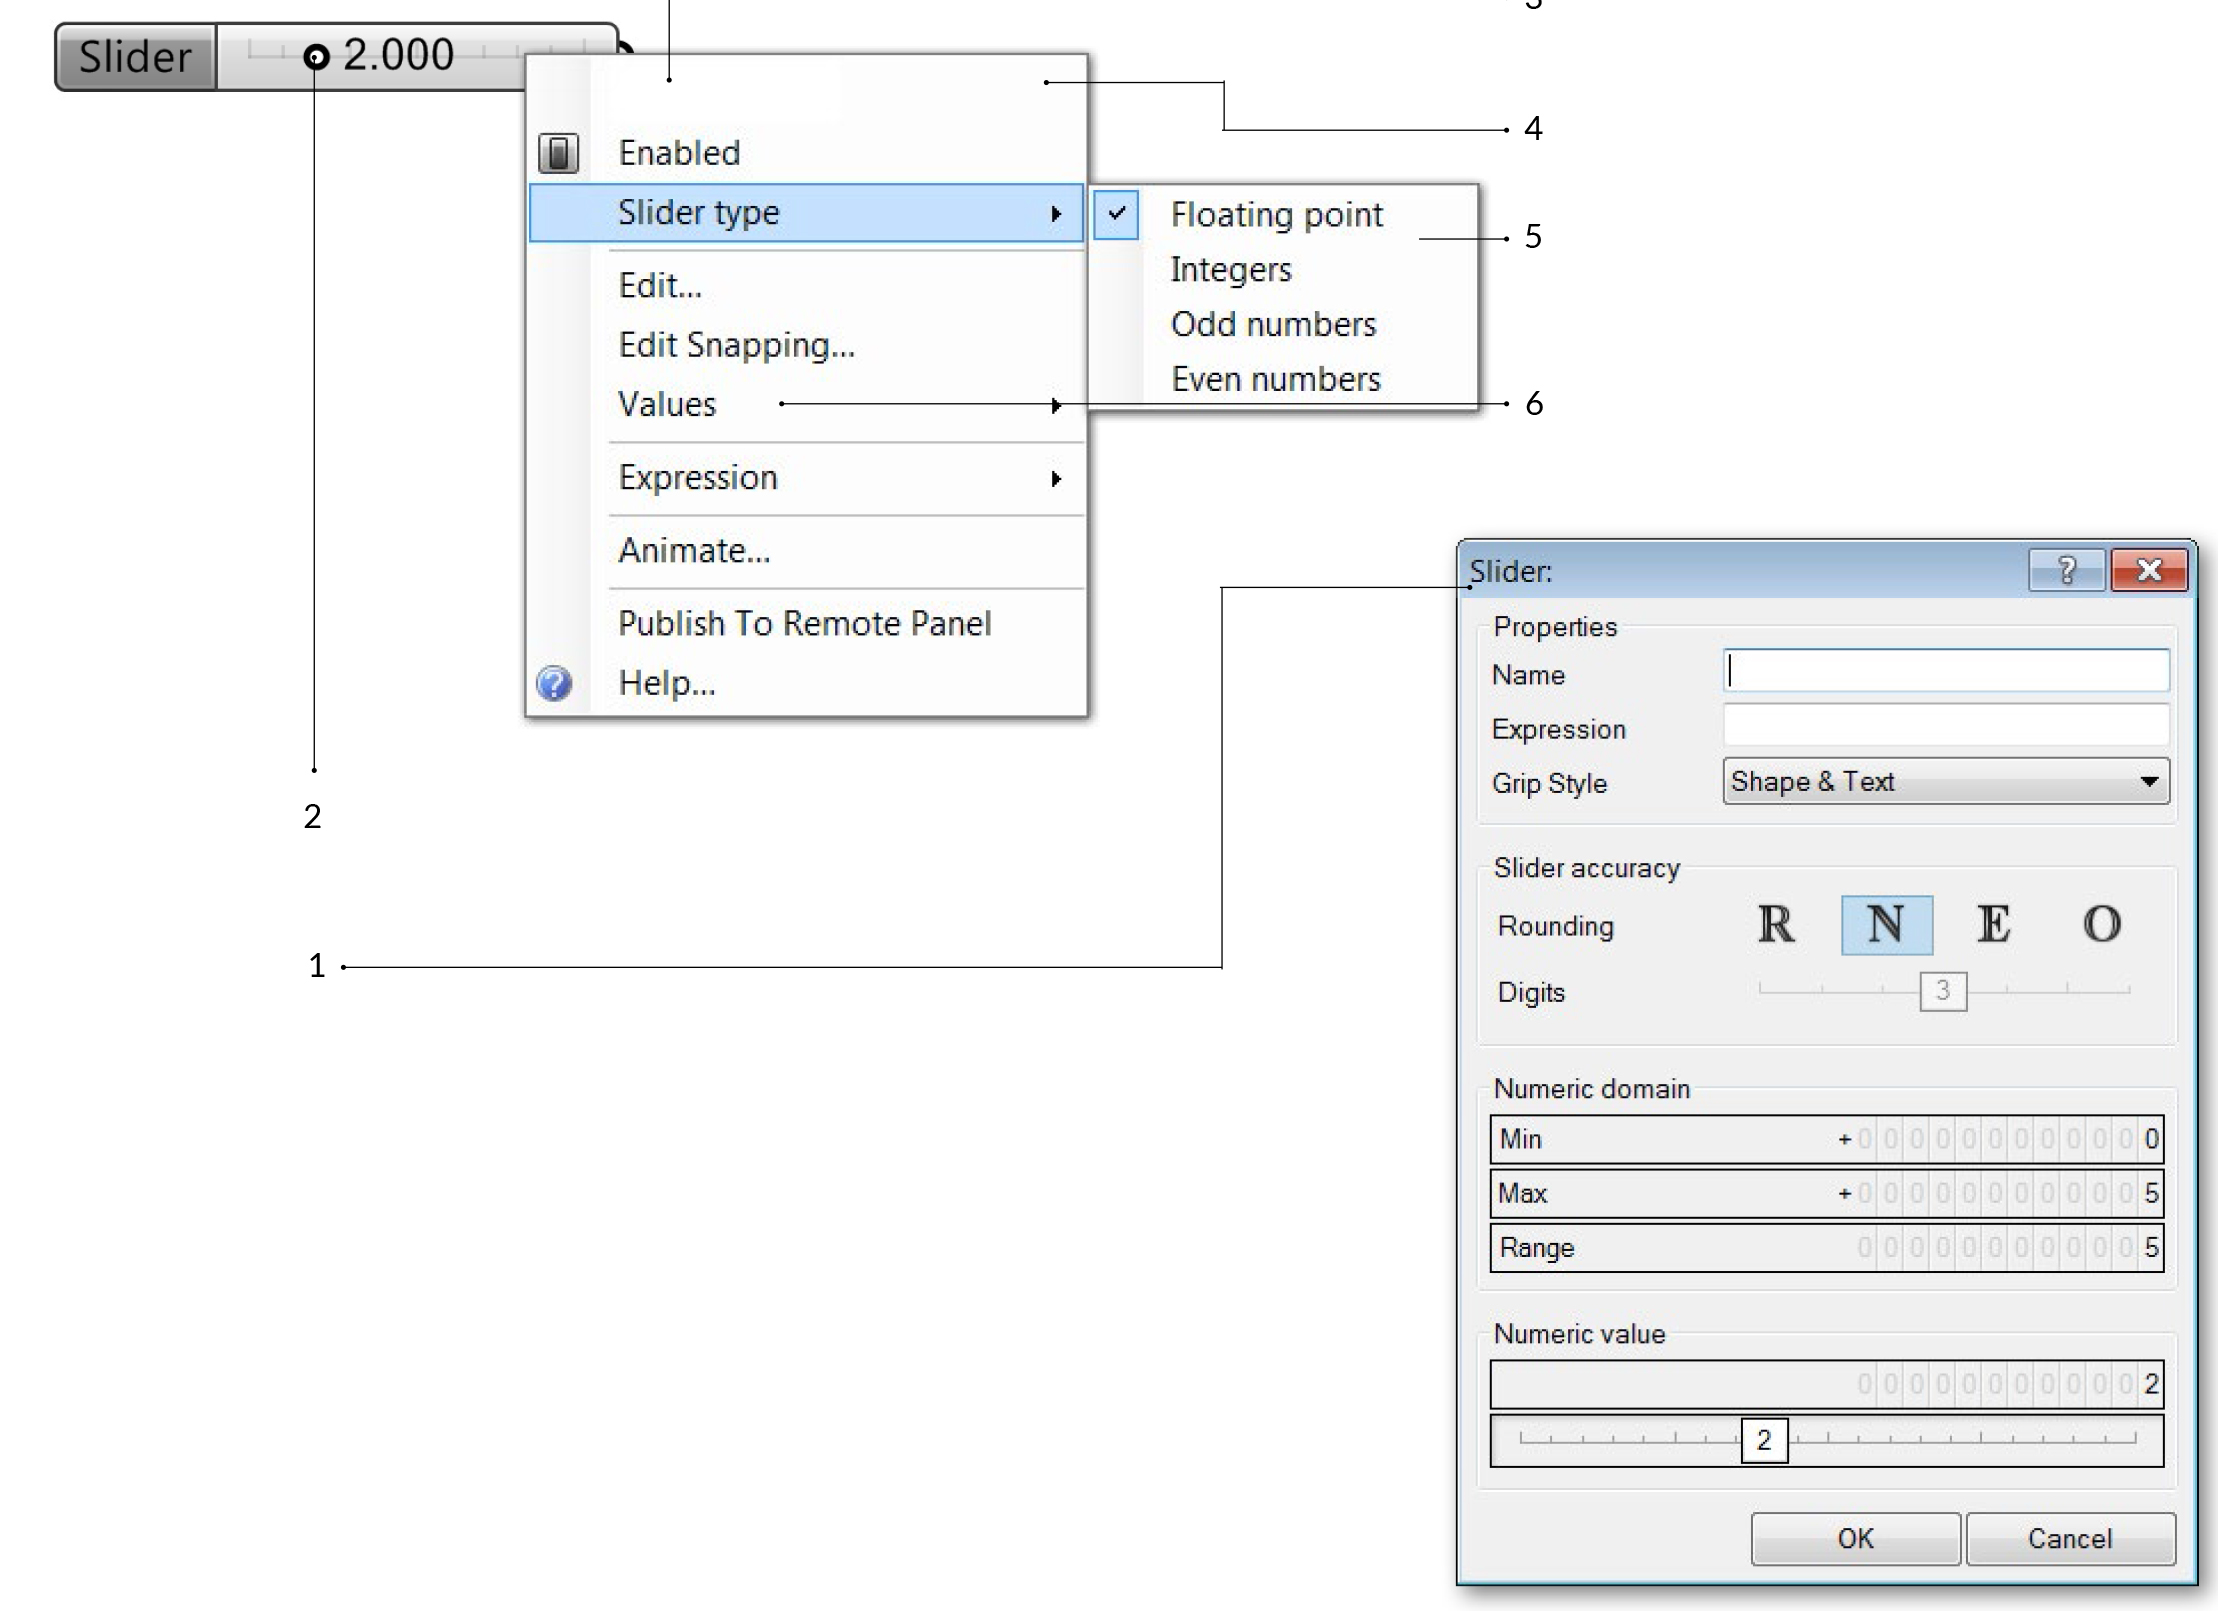 3
Slider 2.000
4
Enabled
Slider type
Floating point
5
Integers
Odd numbers
Even numbers
Edit...
Edit Snapping...
Values
6
Expression
Animate...
Publish To Remote Panel
Help...
2
1
Slider:
Properties
Name
Expression
Grip Style Shape & Text
Slider accuracy
Rounding R N E O
Digits 3
Numeric domain
Min +0 0 0 0 0 0 0 0 0 0 0 0
Max +0 0 0 0 0 0 0 0 0 0 0 5
Range 0 0 0 0 0 0 0 0 0 0 0 5
Numeric value
0 0 0 0 0 0 0 0 0 0 0 2
2
OK Cancel